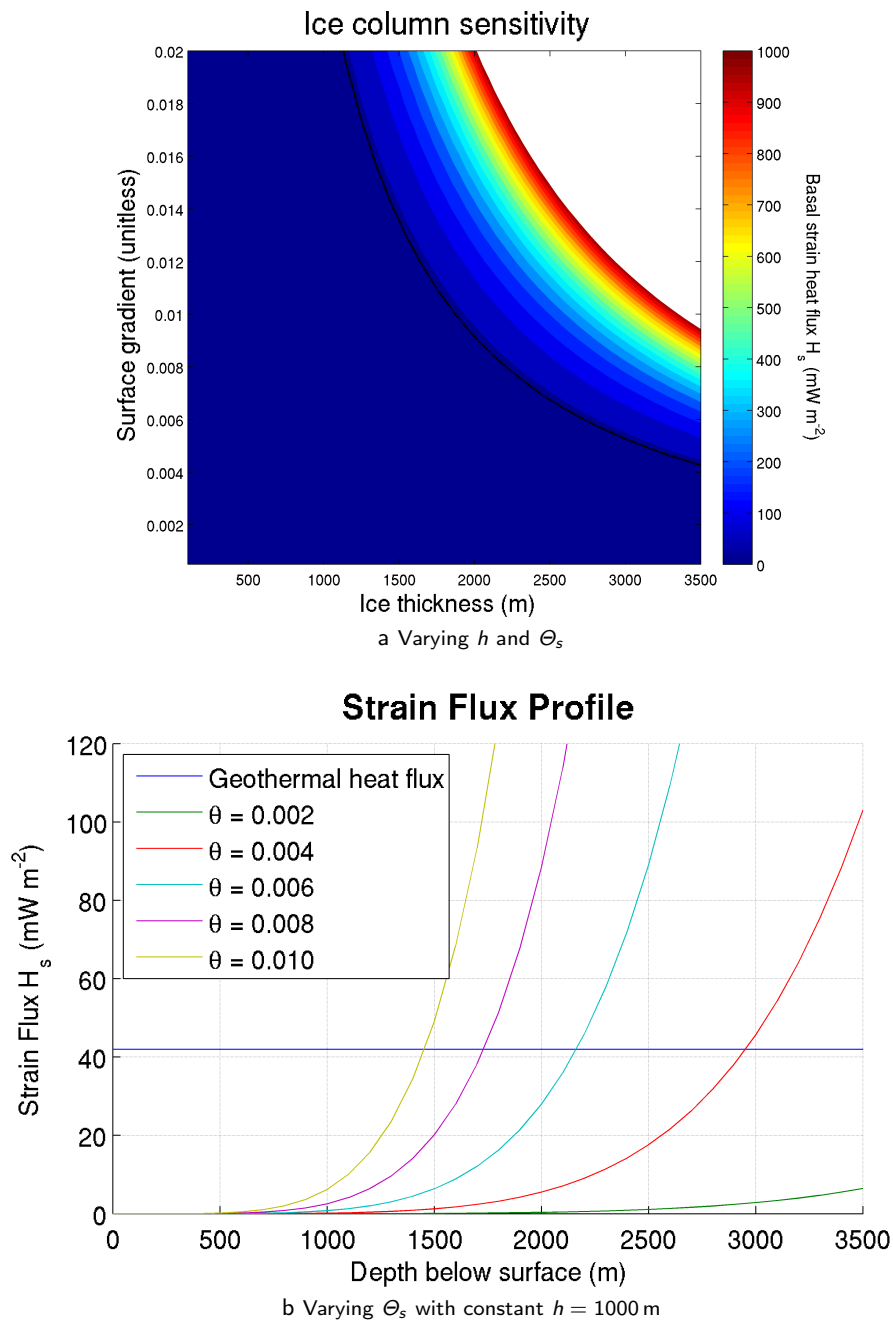 Ice column sensitivity
Surface gradient (unitless)
0.02
0.018
0.016
0.014
0.012
0.01
0.008
0.006
0.004
0.002
500 1000 1500 2000 2500 3000 3500
Ice thickness (m)
1000
900
800
700
600
500
400
300
200
100
0
Basal strain heat flux H_s (mW m^-2)
a Varying h and Θ_s
Strain Flux Profile
Strain Flux H_s (mW m^-2)
120
100
80
60
40
20
0
Geothermal heat flux
θ = 0.002
θ = 0.004
θ = 0.006
θ = 0.008
θ = 0.010
0 500 1000 1500 2000 2500 3000 3500
Depth below surface (m)
b Varying Θ_s with constant h = 1000 m